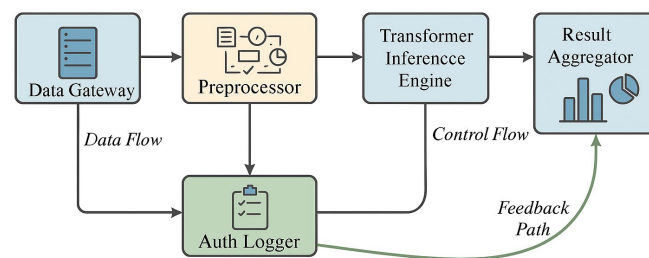 Data Gateway
Preprocessor
Transformer
Inferencce
Engine
Result
Aggregator
Data Flow
Control Flow
Auth Logger
Feedback
Path